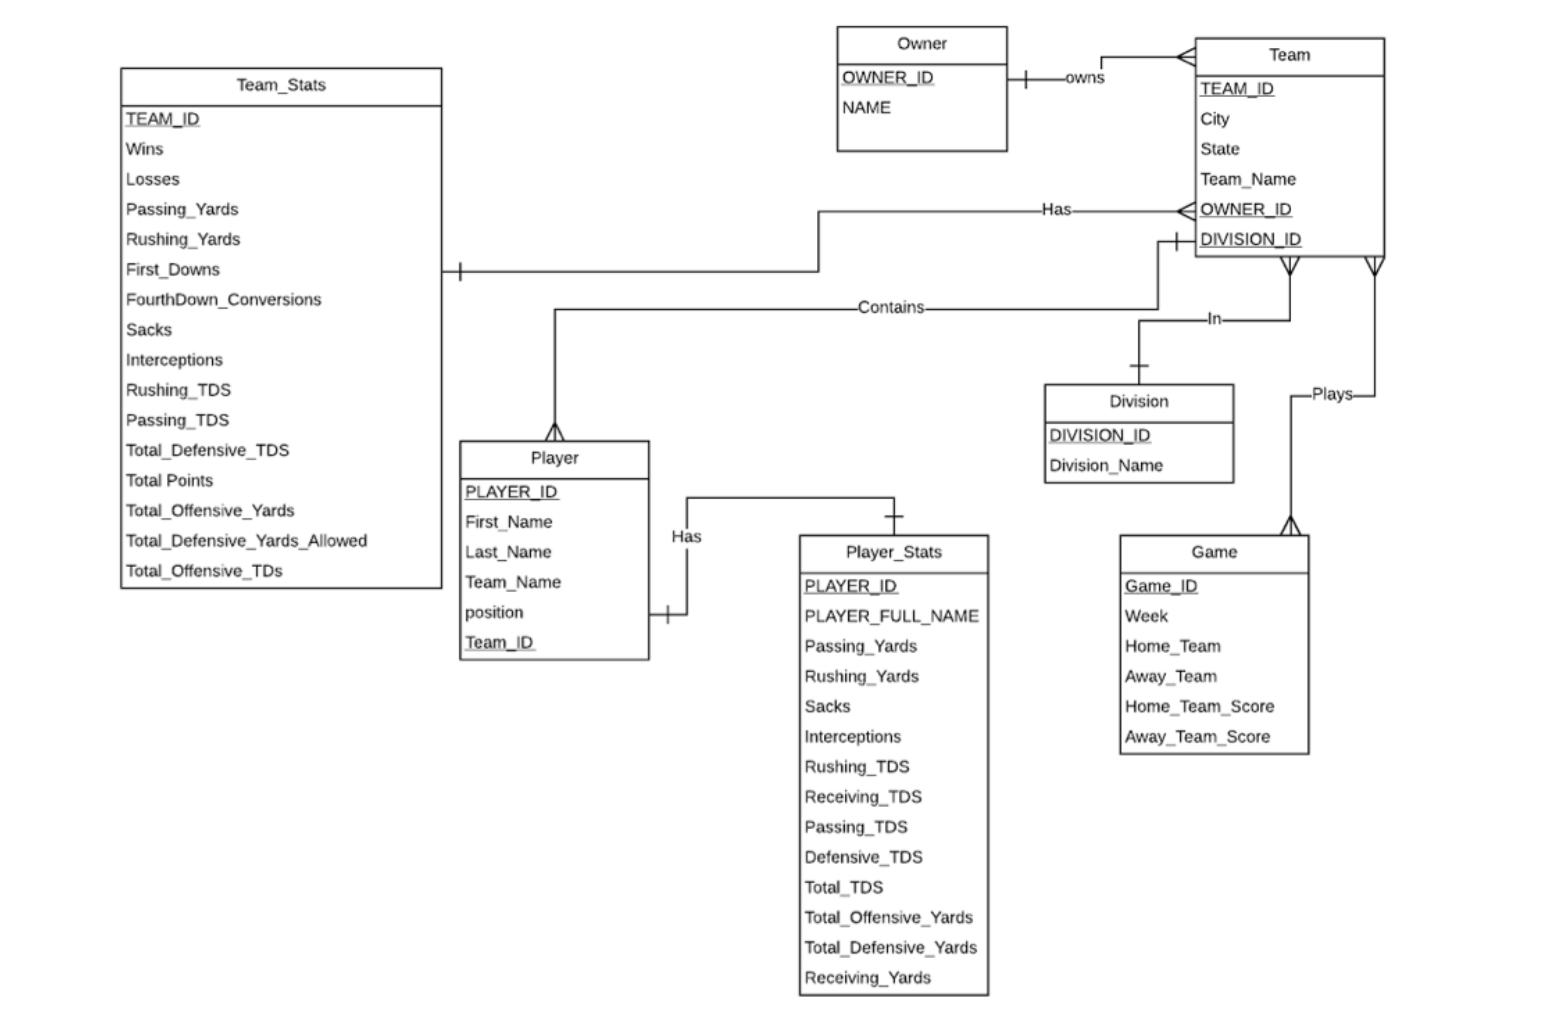 Owner
OWNER_ID
NAME
owns
Team
TEAM_ID
City
State
Team_Name
OWNER_ID
DIVISION_ID
Team_Stats
TEAM_ID
Wins
Losses
Passing_Yards
Rushing_Yards
First_Downs
FourthDown_Conversions
Sacks
Interceptions
Rushing_TDS
Passing_TDS
Total_Defensive_TDS
Total Points
Total_Offensive_Yards
Total_Defensive_Yards_Allowed
Total_Offensive_TDs
Has
Contains
In
Plays
Division
DIVISION_ID
Division_Name
Player
PLAYER_ID
First_Name
Last_Name
Team_Name
position
Team_ID
Has
Player_Stats
PLAYER_ID
PLAYER_FULL_NAME
Passing_Yards
Rushing_Yards
Sacks
Interceptions
Rushing_TDS
Receiving_TDS
Passing_TDS
Defensive_TDS
Total_TDS
Total_Offensive_Yards
Total_Defensive_Yards
Receiving_Yards
Game
Game_ID
Week
Home_Team
Away_Team
Home_Team_Score
Away_Team_Score